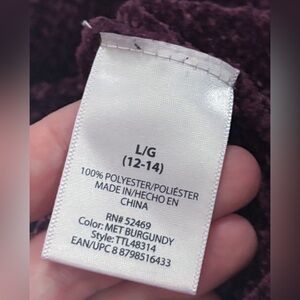 L/G
(12-14)
100% POLYESTER/POLIÉSTER
MADE IN/HECHO EN
CHINA
RN# 52469
Color: MET BURGUNDY
Style: TTL48314
EAN/UPC 8 8798516433